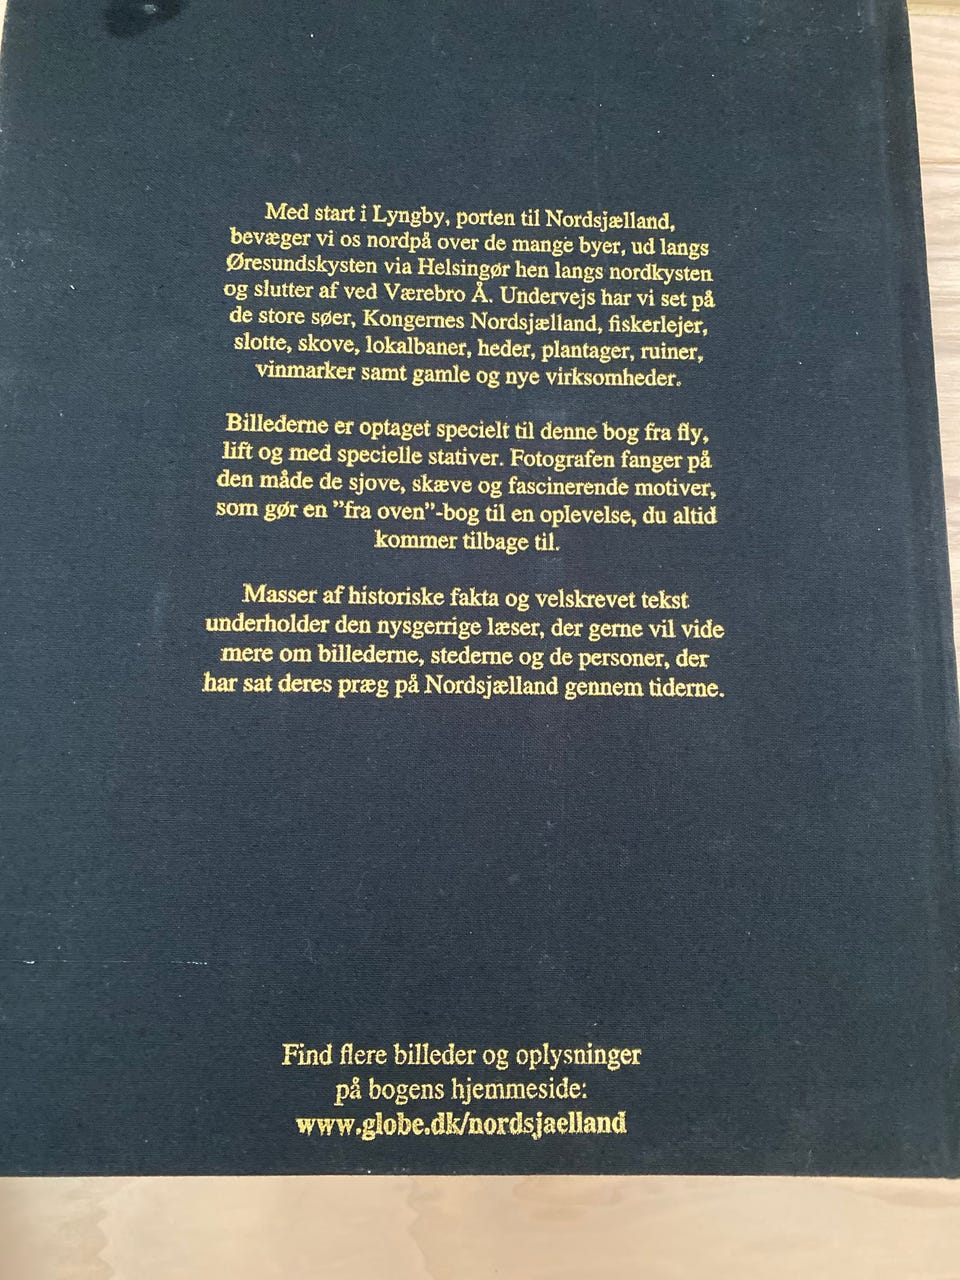 Med start i Lyngby, porten til Nordsjælland,
bevæger vi os nordpå over de mange byer, ud langs
Øresundskysten via Helsingør hen langs nordkysten
og slutter af ved Værebro Å. Undervejs har vi set på
de store søer, Kongernes Nordsjælland, fiskerlejer,
slotte, skove, lokalbaner, heder, plantager, ruiner,
vinmarker samt gamle og nye virksomheder.
Billederne er optaget specielt til denne bog fra fly,
lift og med specielle stativer. Fotografen fanger på
den måde de sjove, skæve og fascinerende motiver,
som gør en ”fra oven”-bog til en oplevelse, du altid
kommer tilbage til.
Masser af historiske fakta og velskrevet tekst
underholder den nysgerrige læser, der gerne vil vide
mere om billederne, stederne og de personer, der
har sat deres præg på Nordsjælland gennem tiderne.
Find flere billeder og oplysninger
på bogens hjemmeside:
www.globe.dk/nordsjaelland